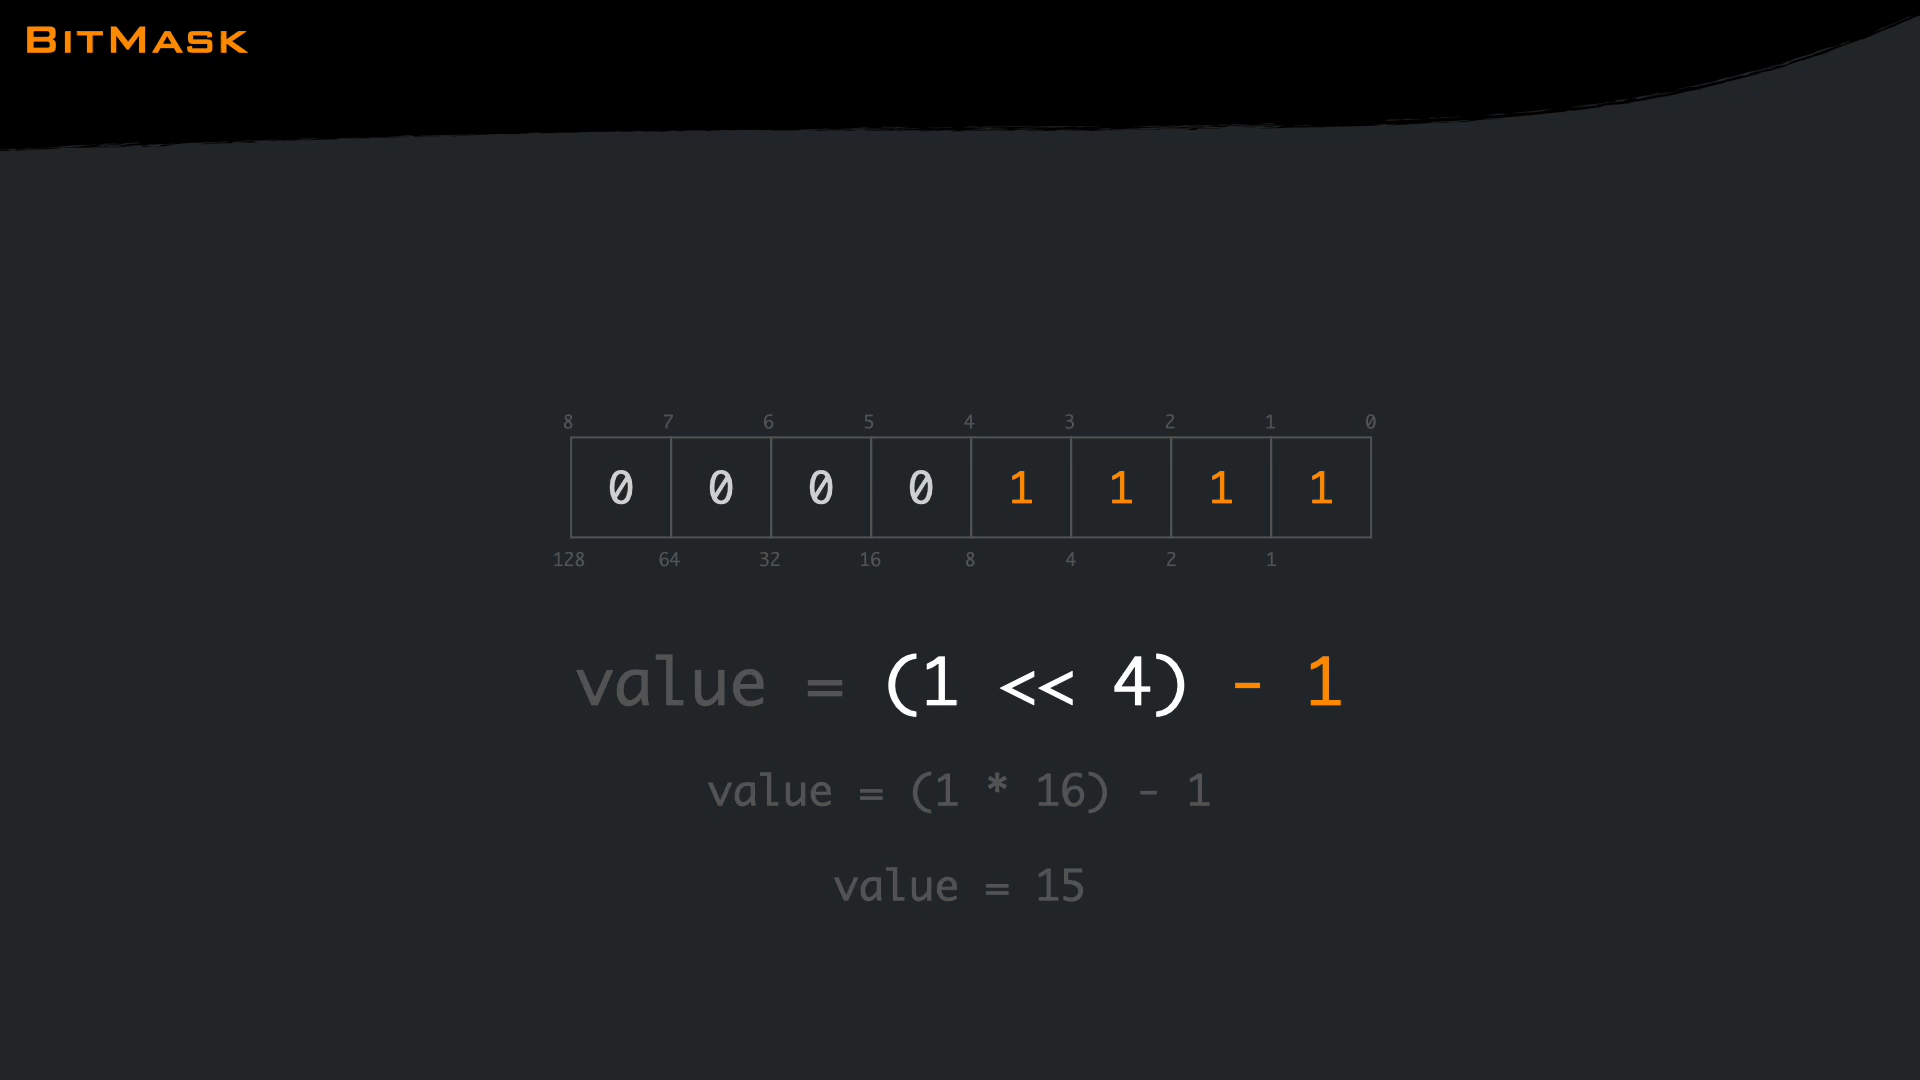 BitMask
8 7 6 5 4 3 2 1 0
0 0 0 0 1 1 1 1
128 64 32 16 8 4 2 1
value = (1 << 4) - 1
value = (1 * 16) - 1
value = 15